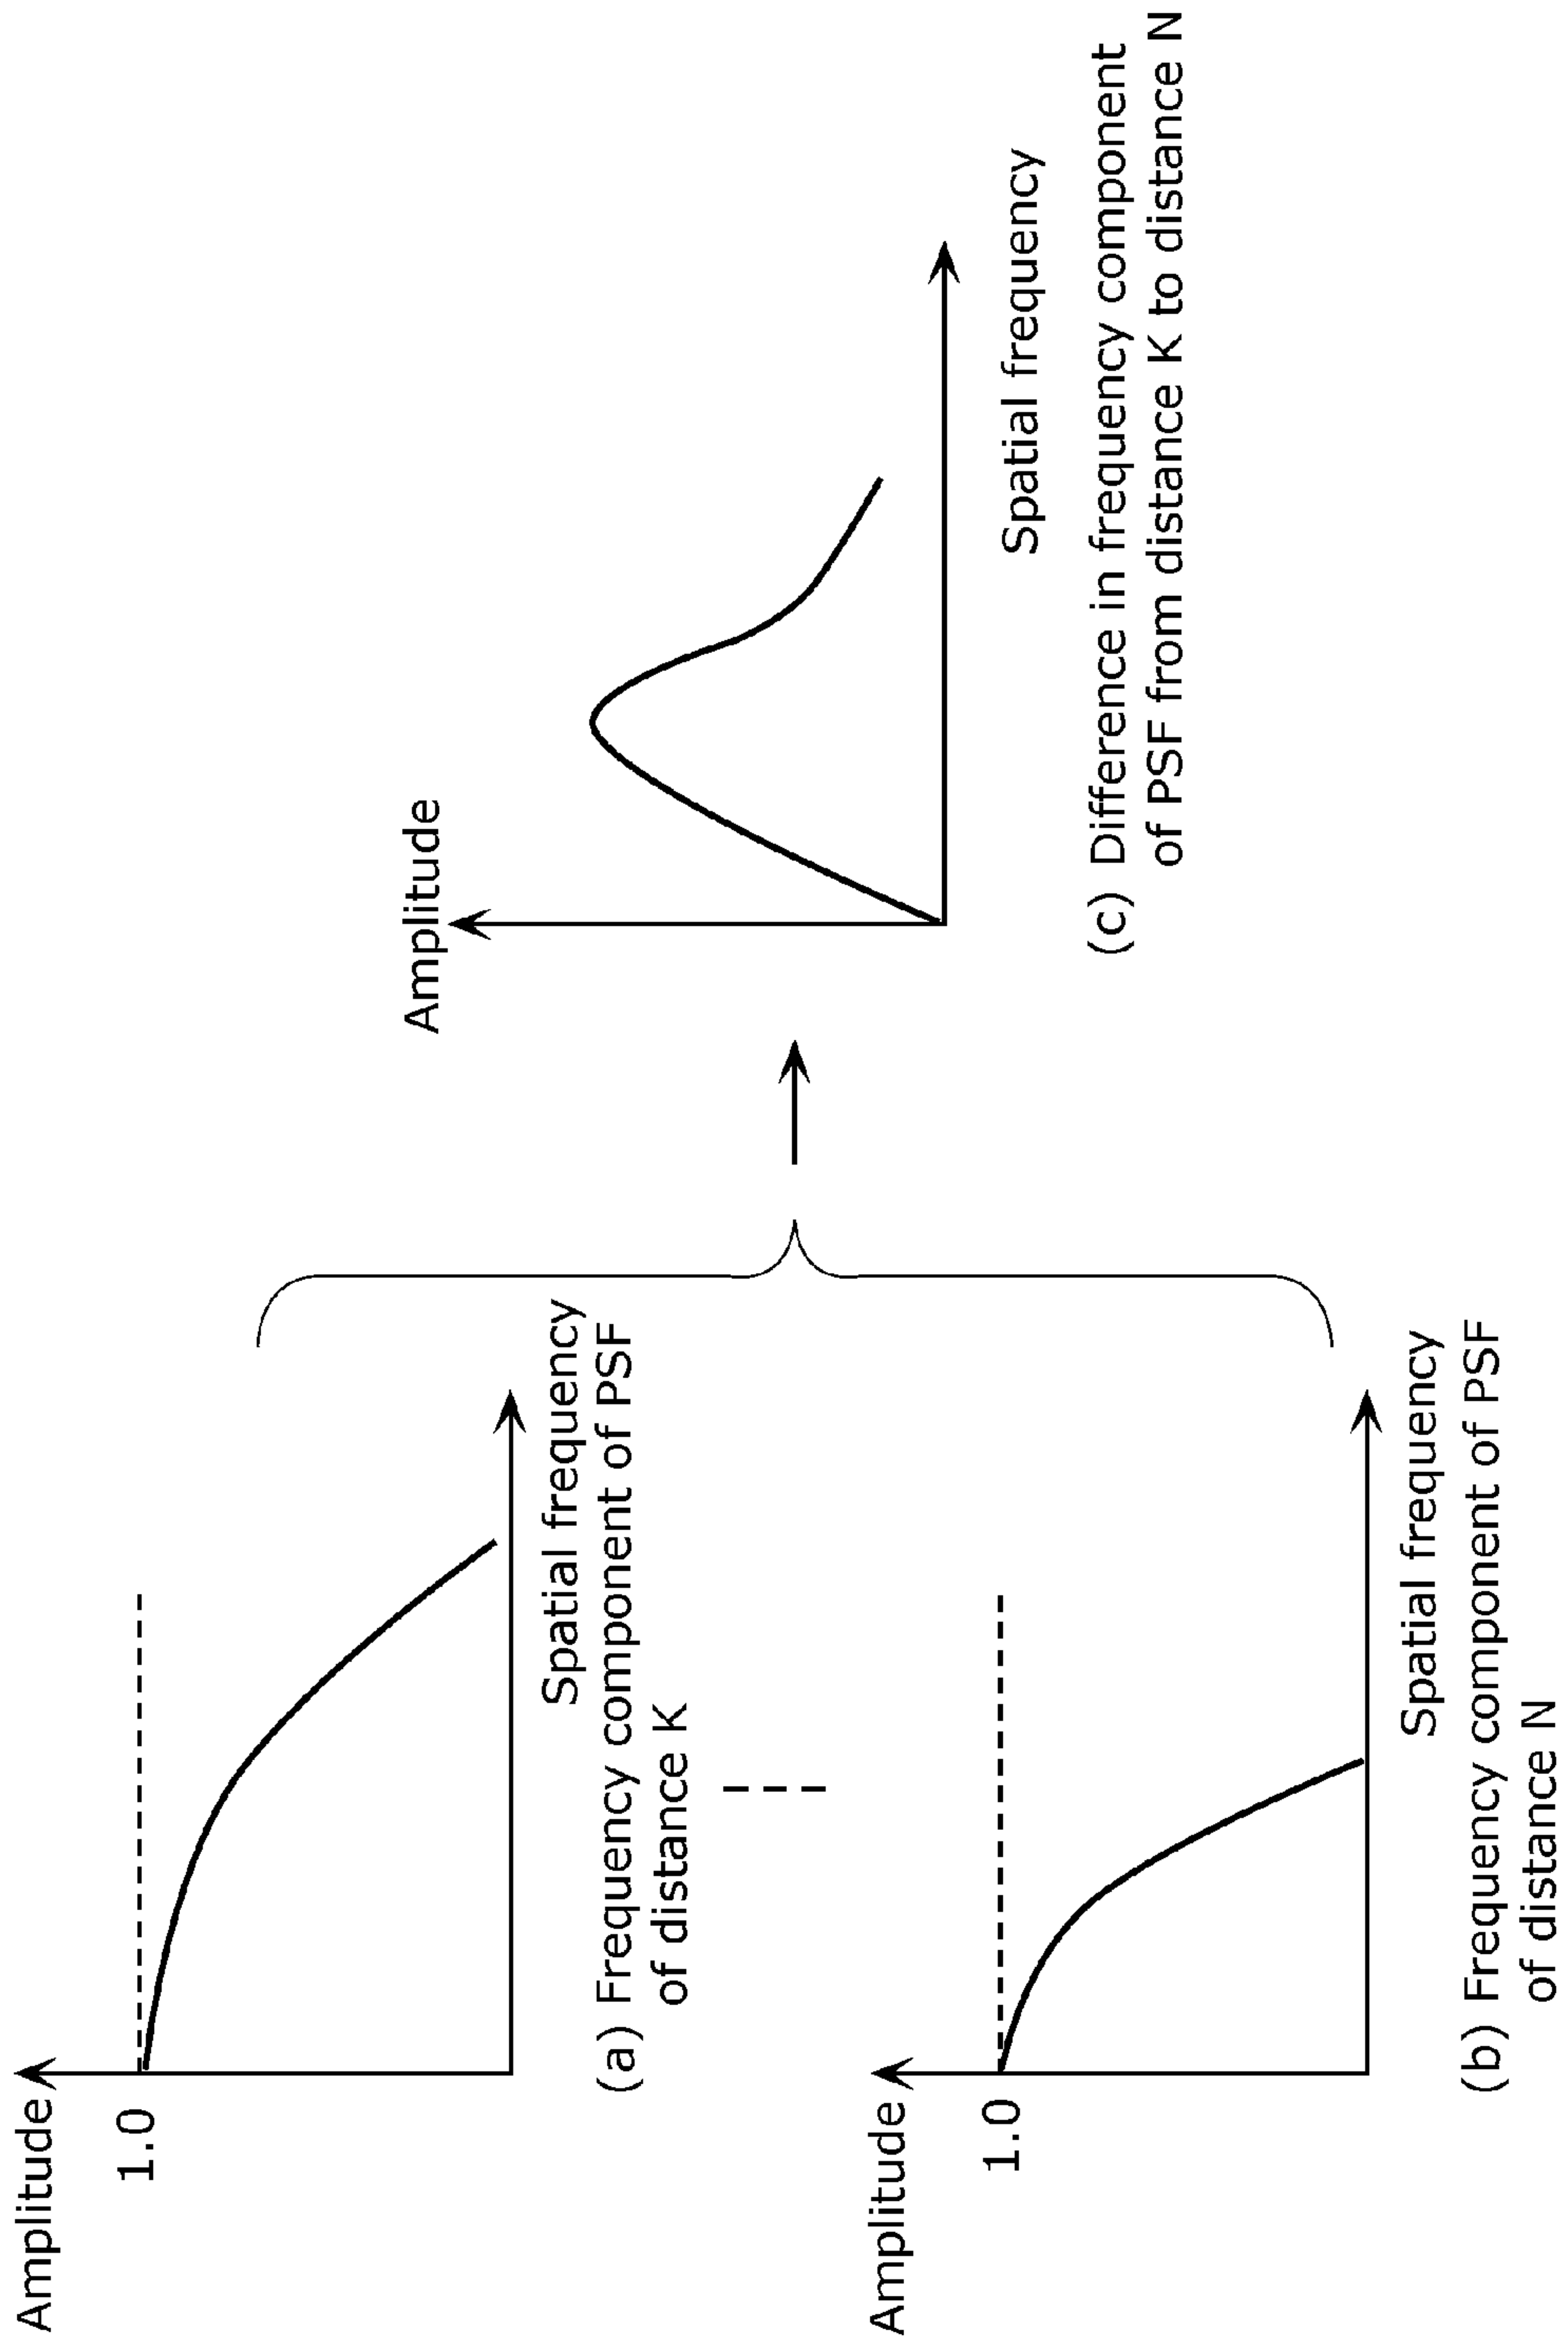 Amplitude
1.0
Spatial frequency
(a) Frequency component of PSF
of distance K
Amplitude
1.0
Spatial frequency
(b) Frequency component of PSF
of distance N
Amplitude
Spatial frequency
(c) Difference in frequency component
of PSF from distance K to distance N